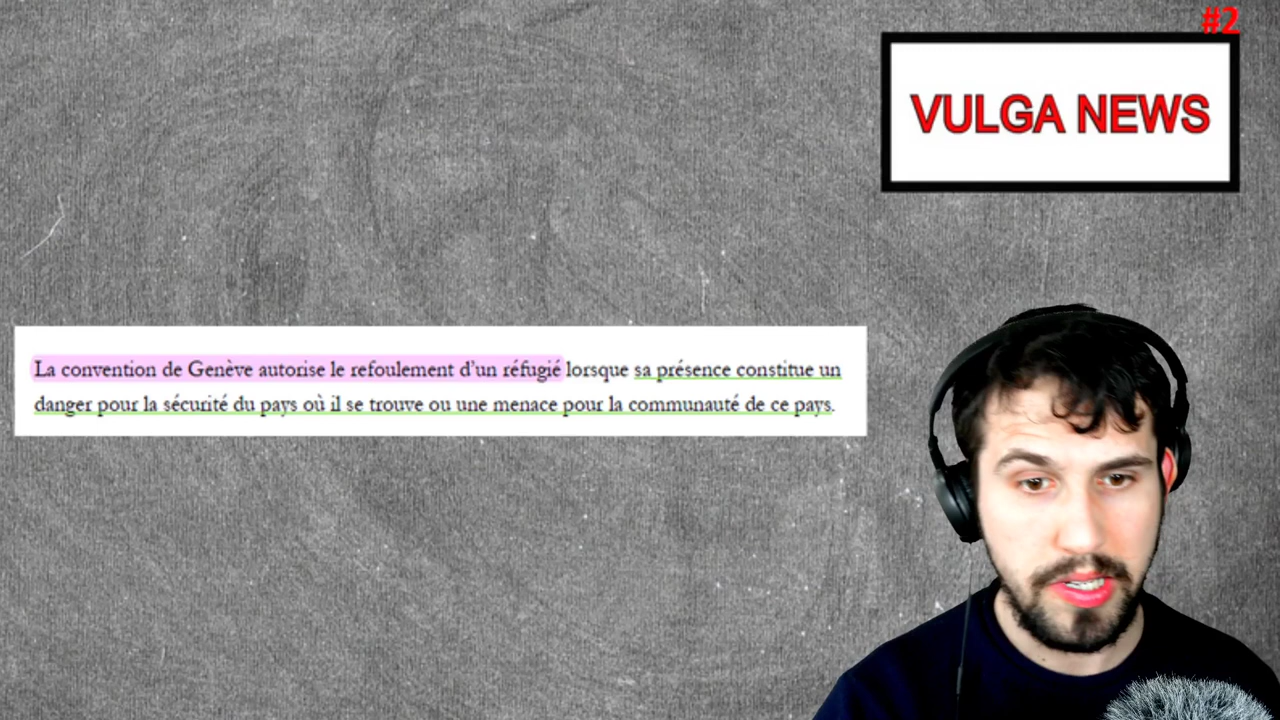 #2
VULGA NEWS
La convention de Genève autorise le refoulement d'un réfugié lorsque sa présence constitue un
danger pour la sécurité du pays où il se trouve ou une menace pour la communauté de ce pays.